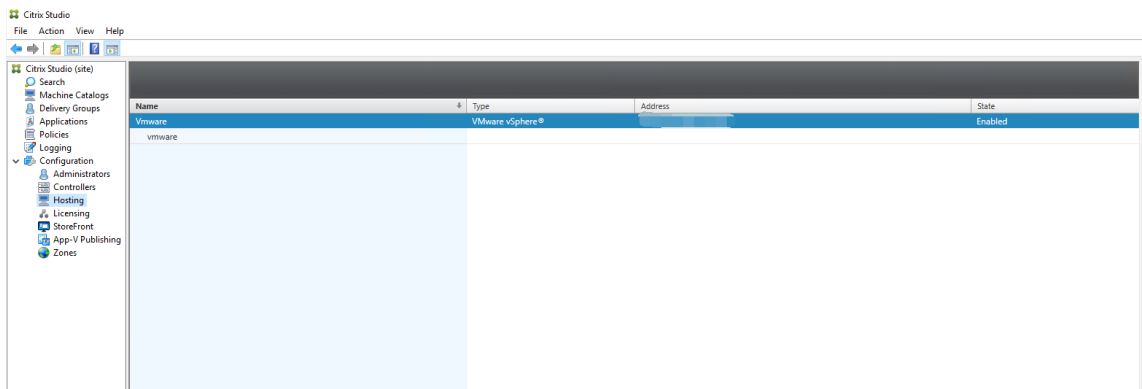 Citrix Studio
File Action View Help
Citrix Studio (site)
Search
Machine Catalogs
Delivery Groups
Applications
Policies
Logging
Configuration
Administrators
Controllers
Hosting
Licensing
StoreFront
App-V Publishing
Zones
Name Type Address State
Vmware VMware vSphere® Enabled
vmware